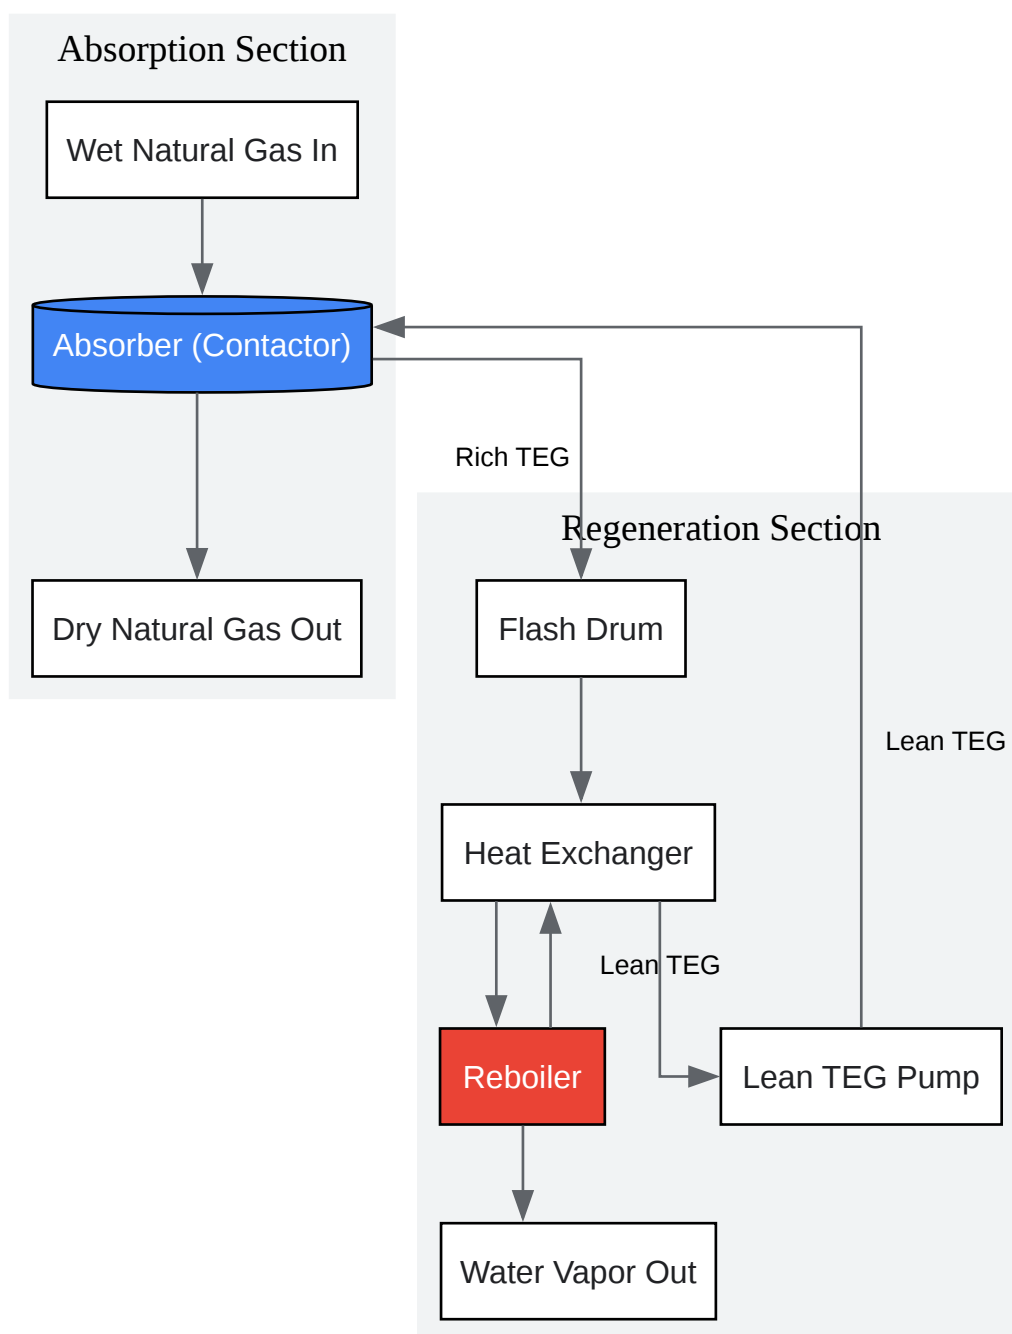 Absorption Section
Wet Natural Gas In
Absorber (Contactor)
Rich TEG
Regeneration Section
Dry Natural Gas Out
Flash Drum
Lean TEG
Heat Exchanger
Lean TEG
Reboiler
Lean TEG Pump
Water Vapor Out